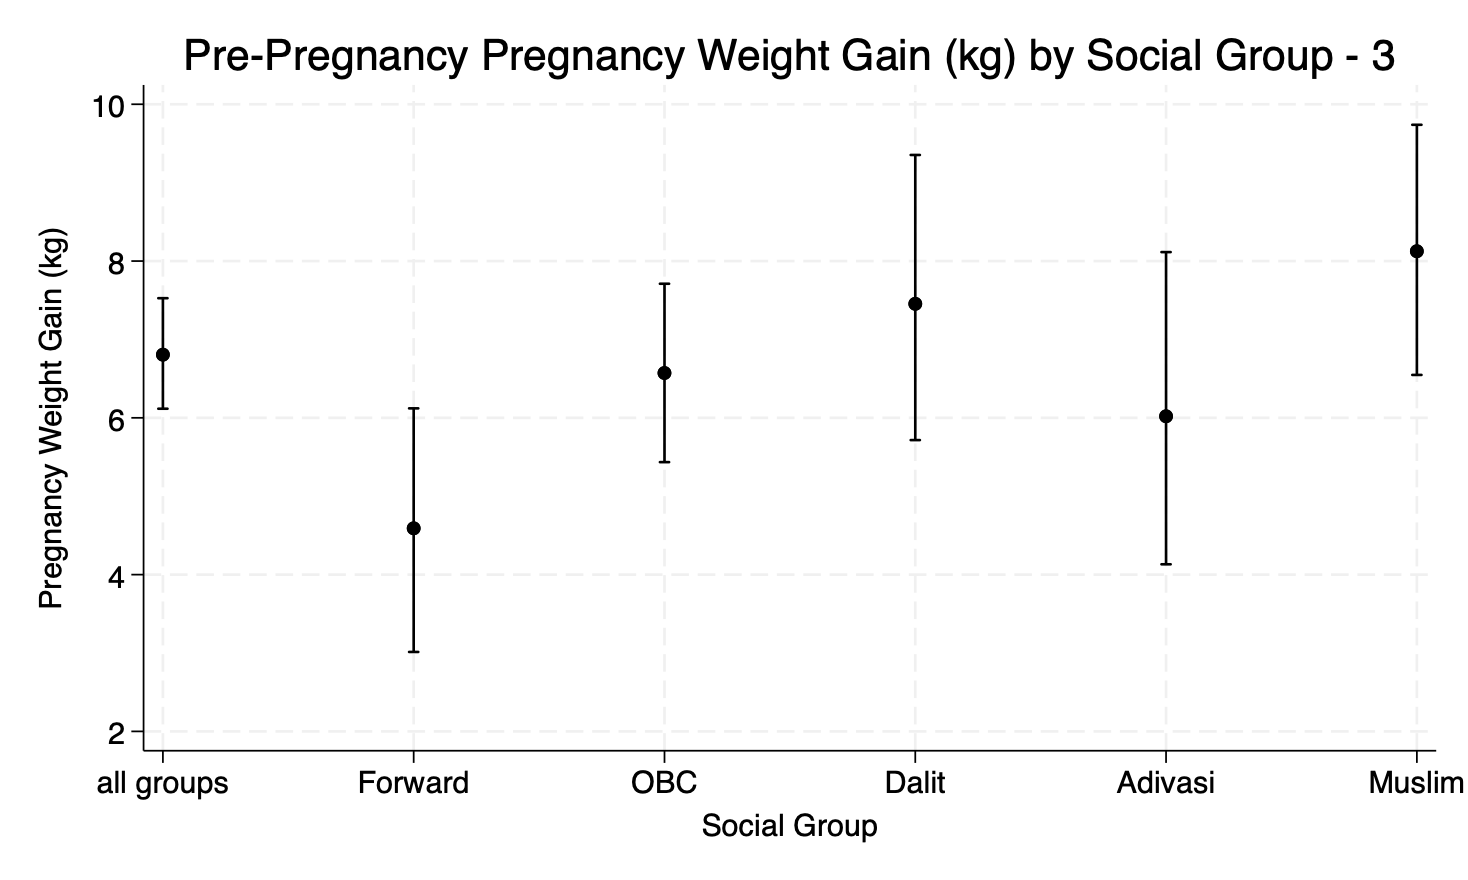 Pre-Pregnancy Pregnancy Weight Gain (kg) by Social Group - 3
Pregnancy Weight Gain (kg)
10
8
6
4
2
all groups Forward OBC Dalit Adivasi Muslim
Social Group